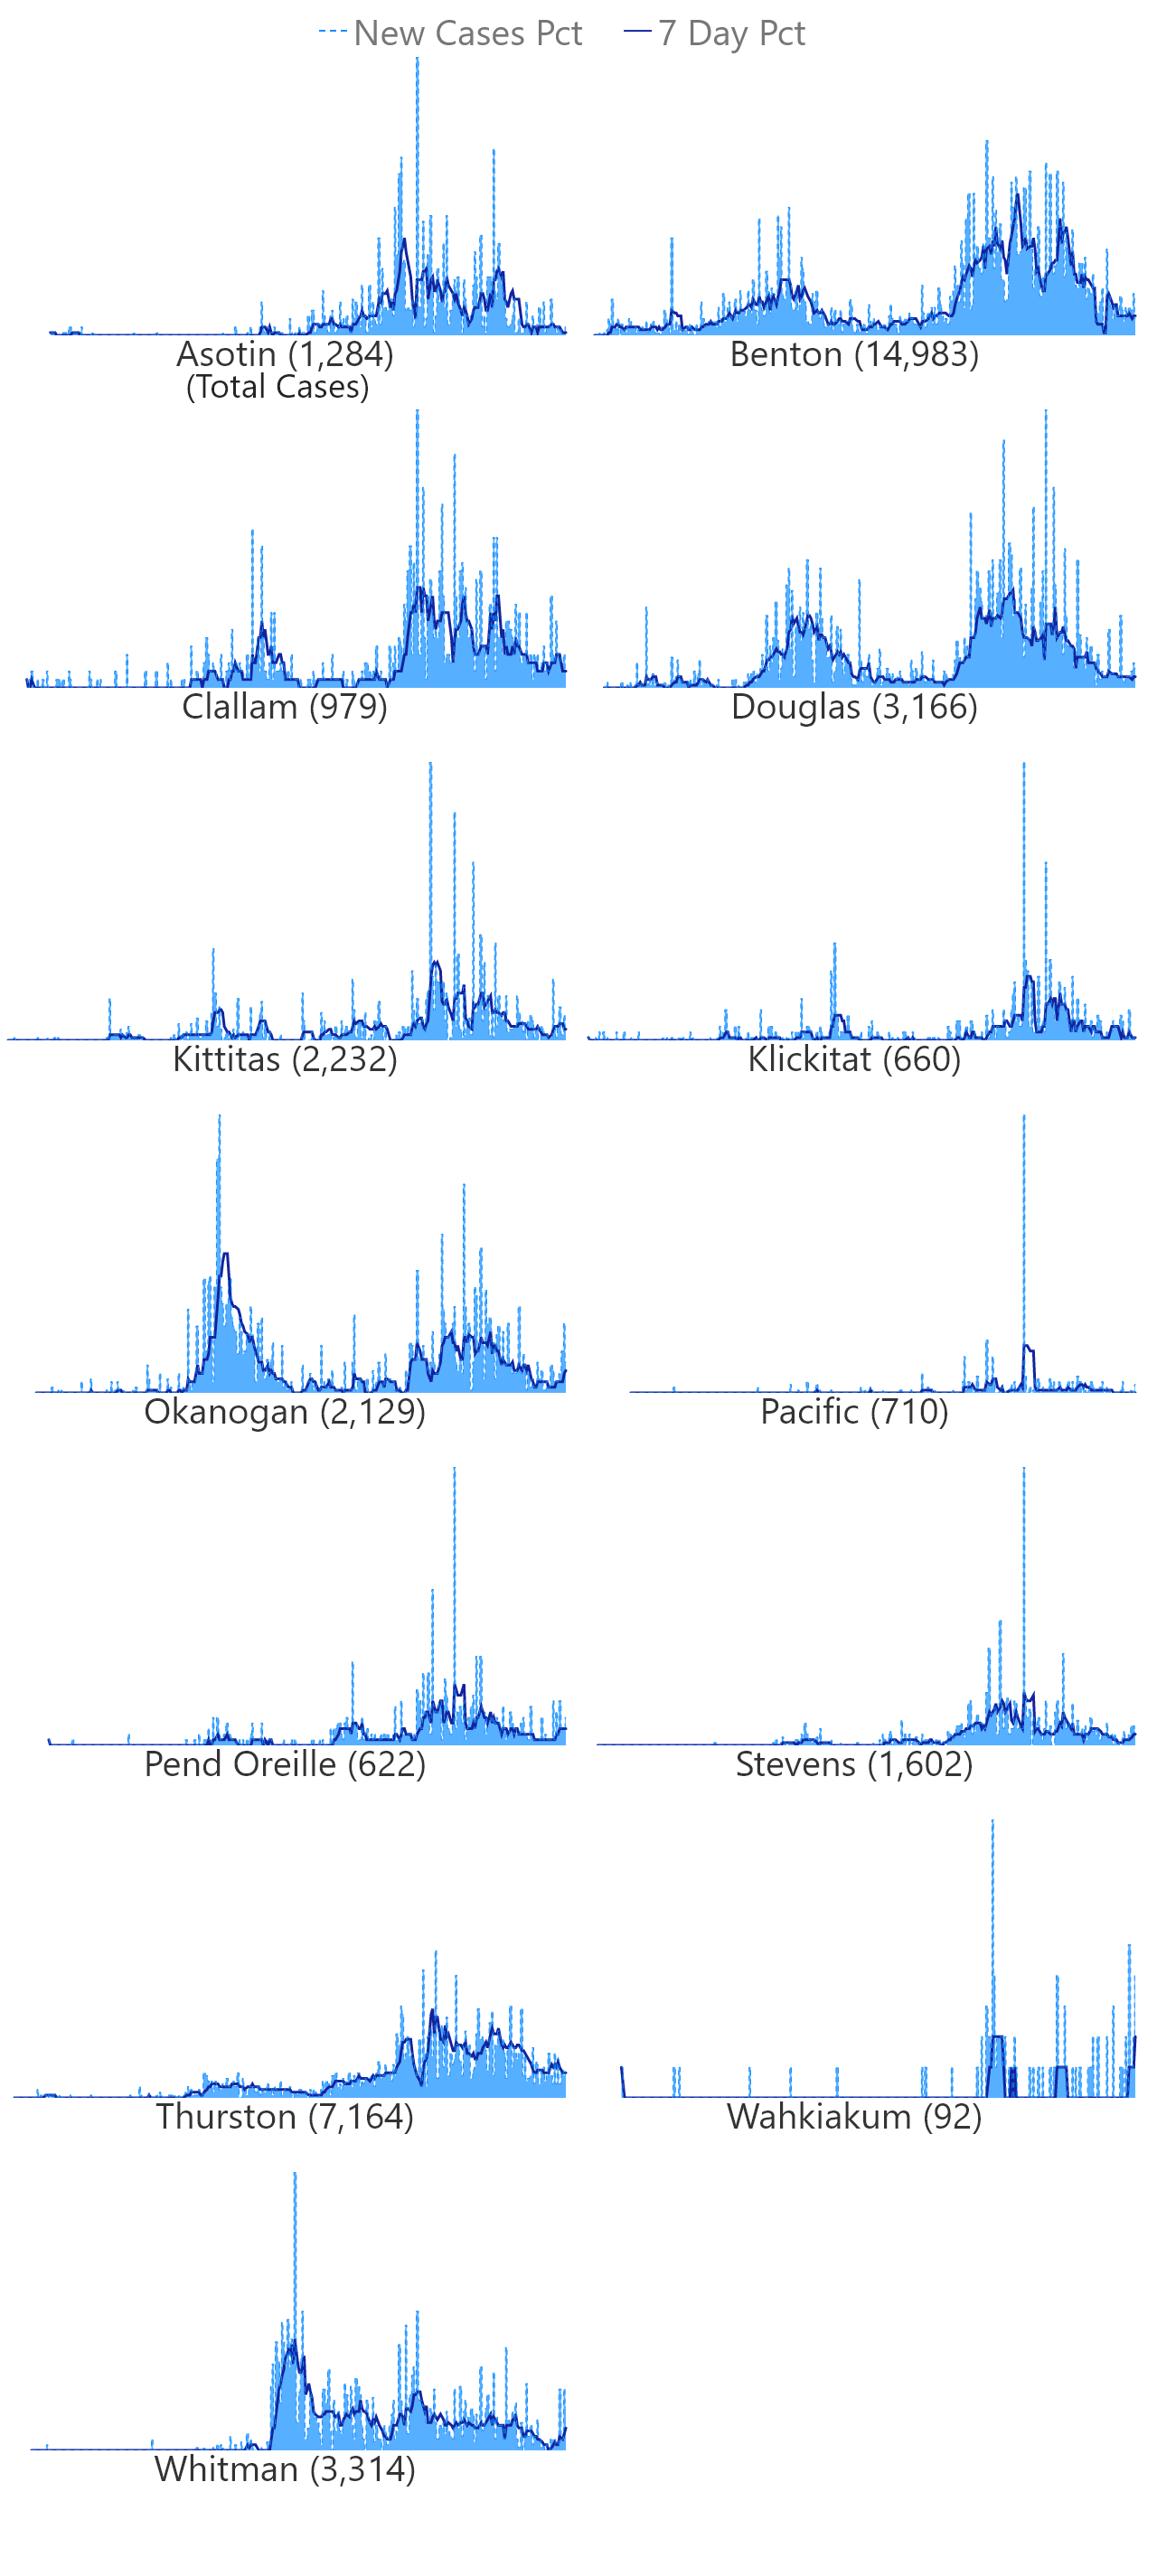 New Cases Pct 7 Day Pct
Asotin (1,284) Benton (14,983)
(Total Cases)
Clallam (979) Douglas (3,166)
Kittitas (2,232) Klickitat (660)
Okanogan (2,129) Pacific (710)
Pend Oreille (622) Stevens (1,602)
Thurston (7,164) Wahkiakum (92)
Whitman (3,314)